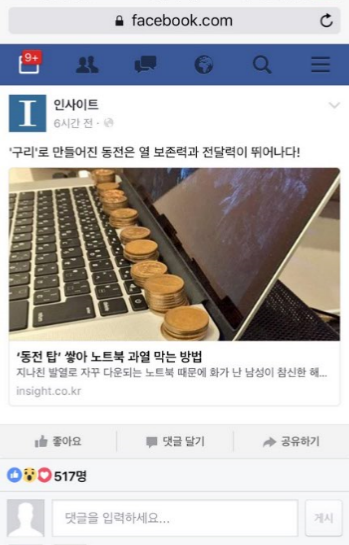 facebook.com
9+
I
인사이트
6시간 전 ·
'구리'로 만들어진 동전은 열 보존력과 전달력이 뛰어나다!
‘동전 탑’ 쌓아 노트북 과열 막는 방법
지나친 발열로 자꾸 다운되는 노트북 때문에 화가 난 남성이 참신한 해...
insight.co.kr
좋아요 댓글 달기 공유하기
517명
댓글을 입력하세요... 게시